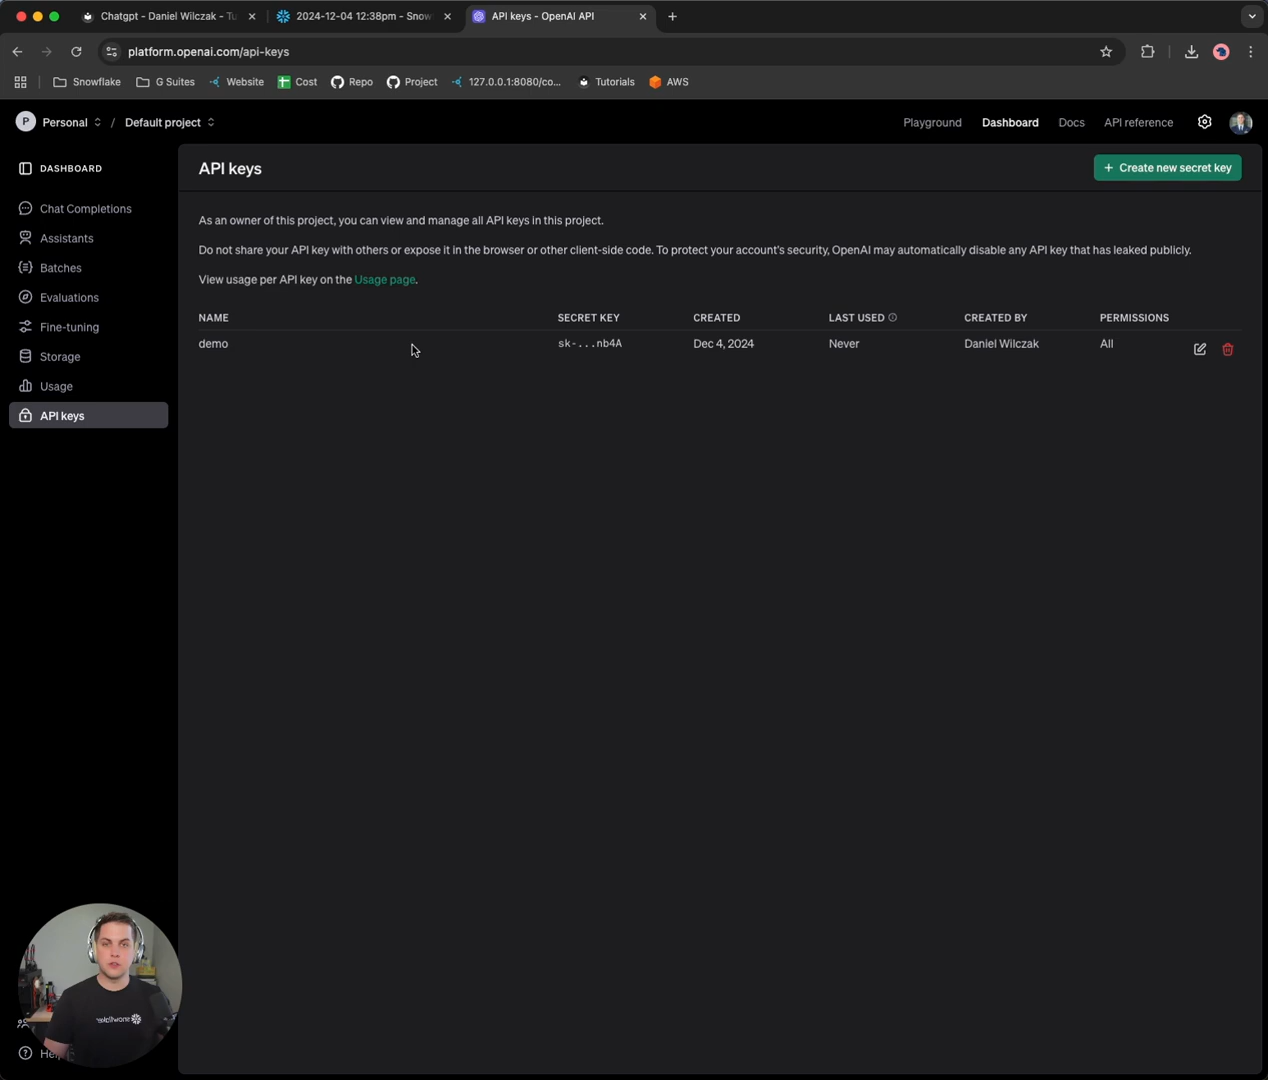 Chatgpt - Daniel Wilczak - Tu
2024-12-04 12:38pm - Snow
API keys - OpenAI API
platform.openai.com/api-keys
Snowflake
G Suites
Website
Cost
Repo
Project
127.0.0.1:8080/co...
Tutorials
AWS
P
Personal
/
Default project
Playground
Dashboard
Docs
API reference
DASHBOARD
Chat Completions
Assistants
Batches
Evaluations
Fine-tuning
Storage
Usage
API keys
API keys
+ Create new secret key
As an owner of this project, you can view and manage all API keys in this project.
Do not share your API key with others or expose it in the browser or other client-side code. To protect your account's security, OpenAI may automatically disable any API key that has leaked publicly.
View usage per API key on the Usage page.
NAME SECRET KEY CREATED LAST USED CREATED BY PERMISSIONS
demo sk-...nb4A Dec 4, 2024 Never Daniel Wilczak All
snowflake